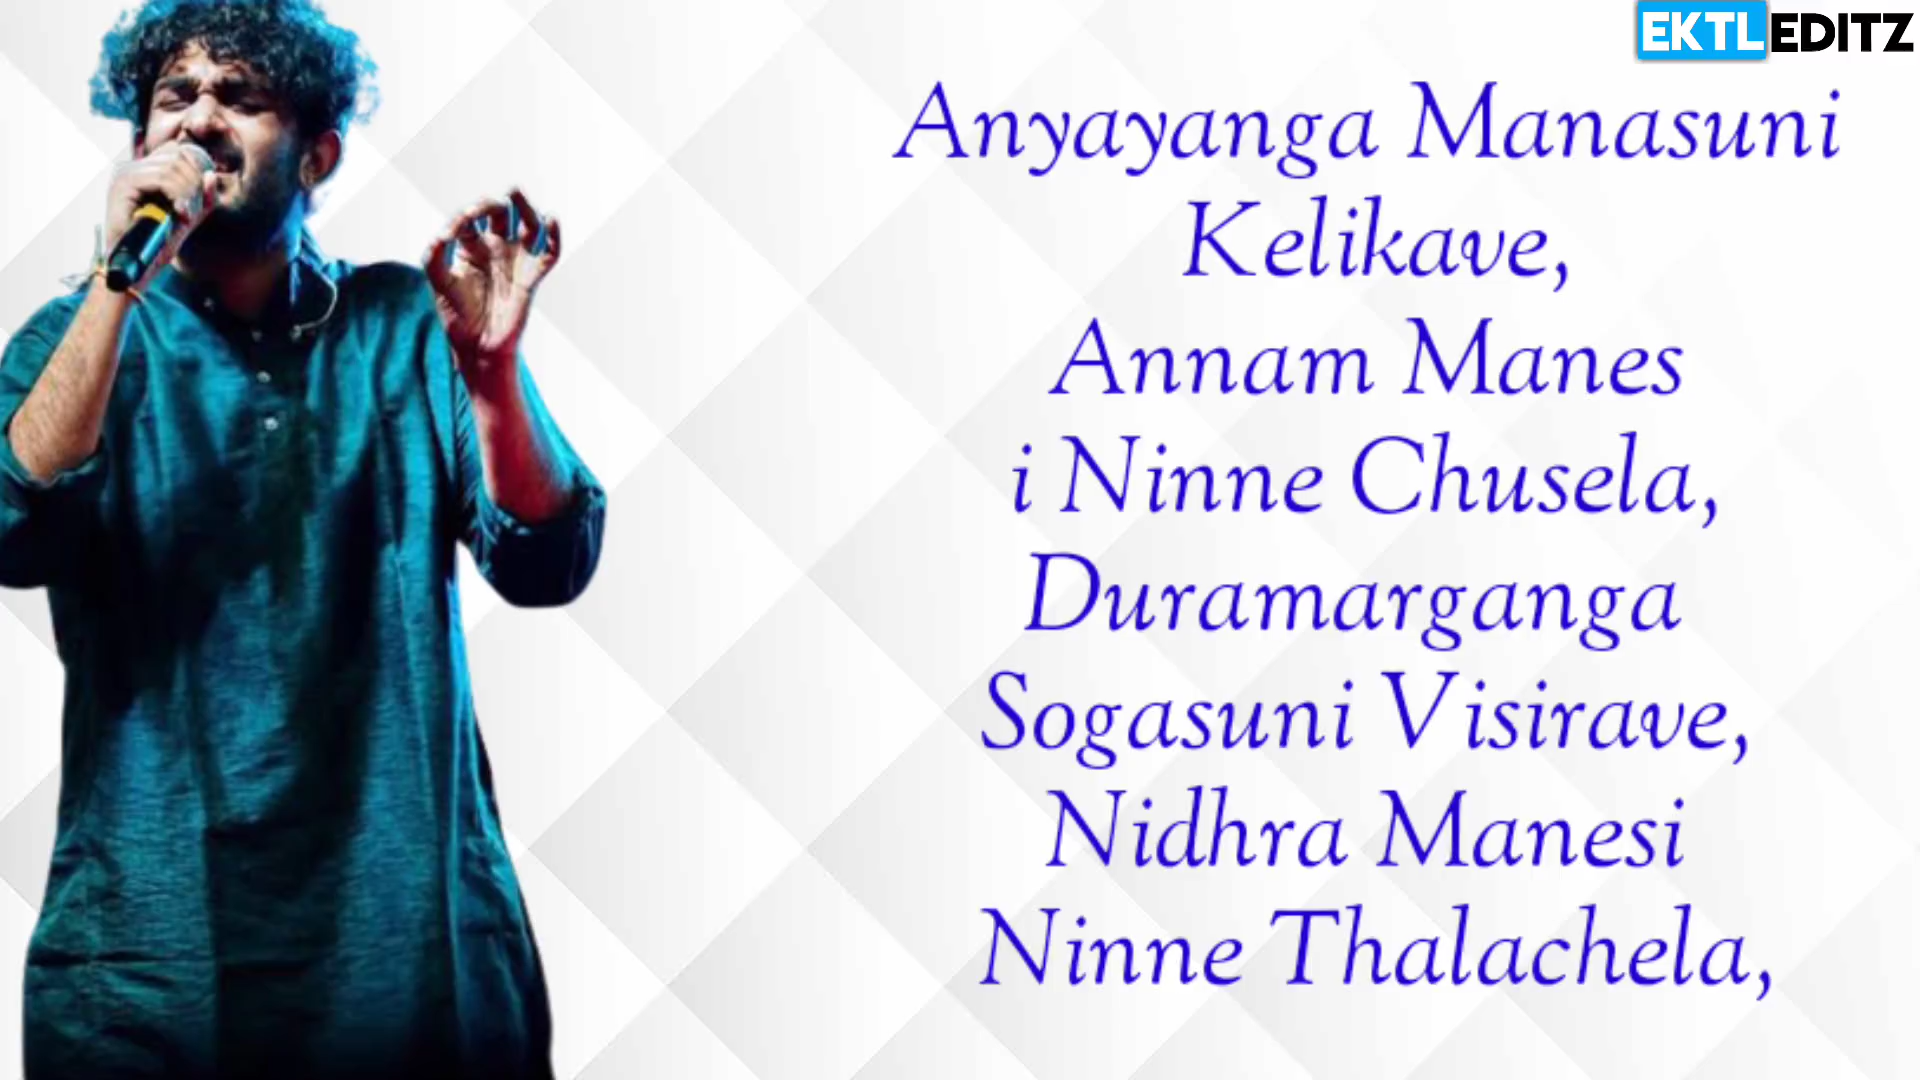 EKTLEDITZ
Anyayanga Manasuni
Kelikave,
Annam Manes
i Ninne Chusela,
Duramarganga
Sogasuni Visirave,
Nidhra Manesi
Ninne Thalachela,